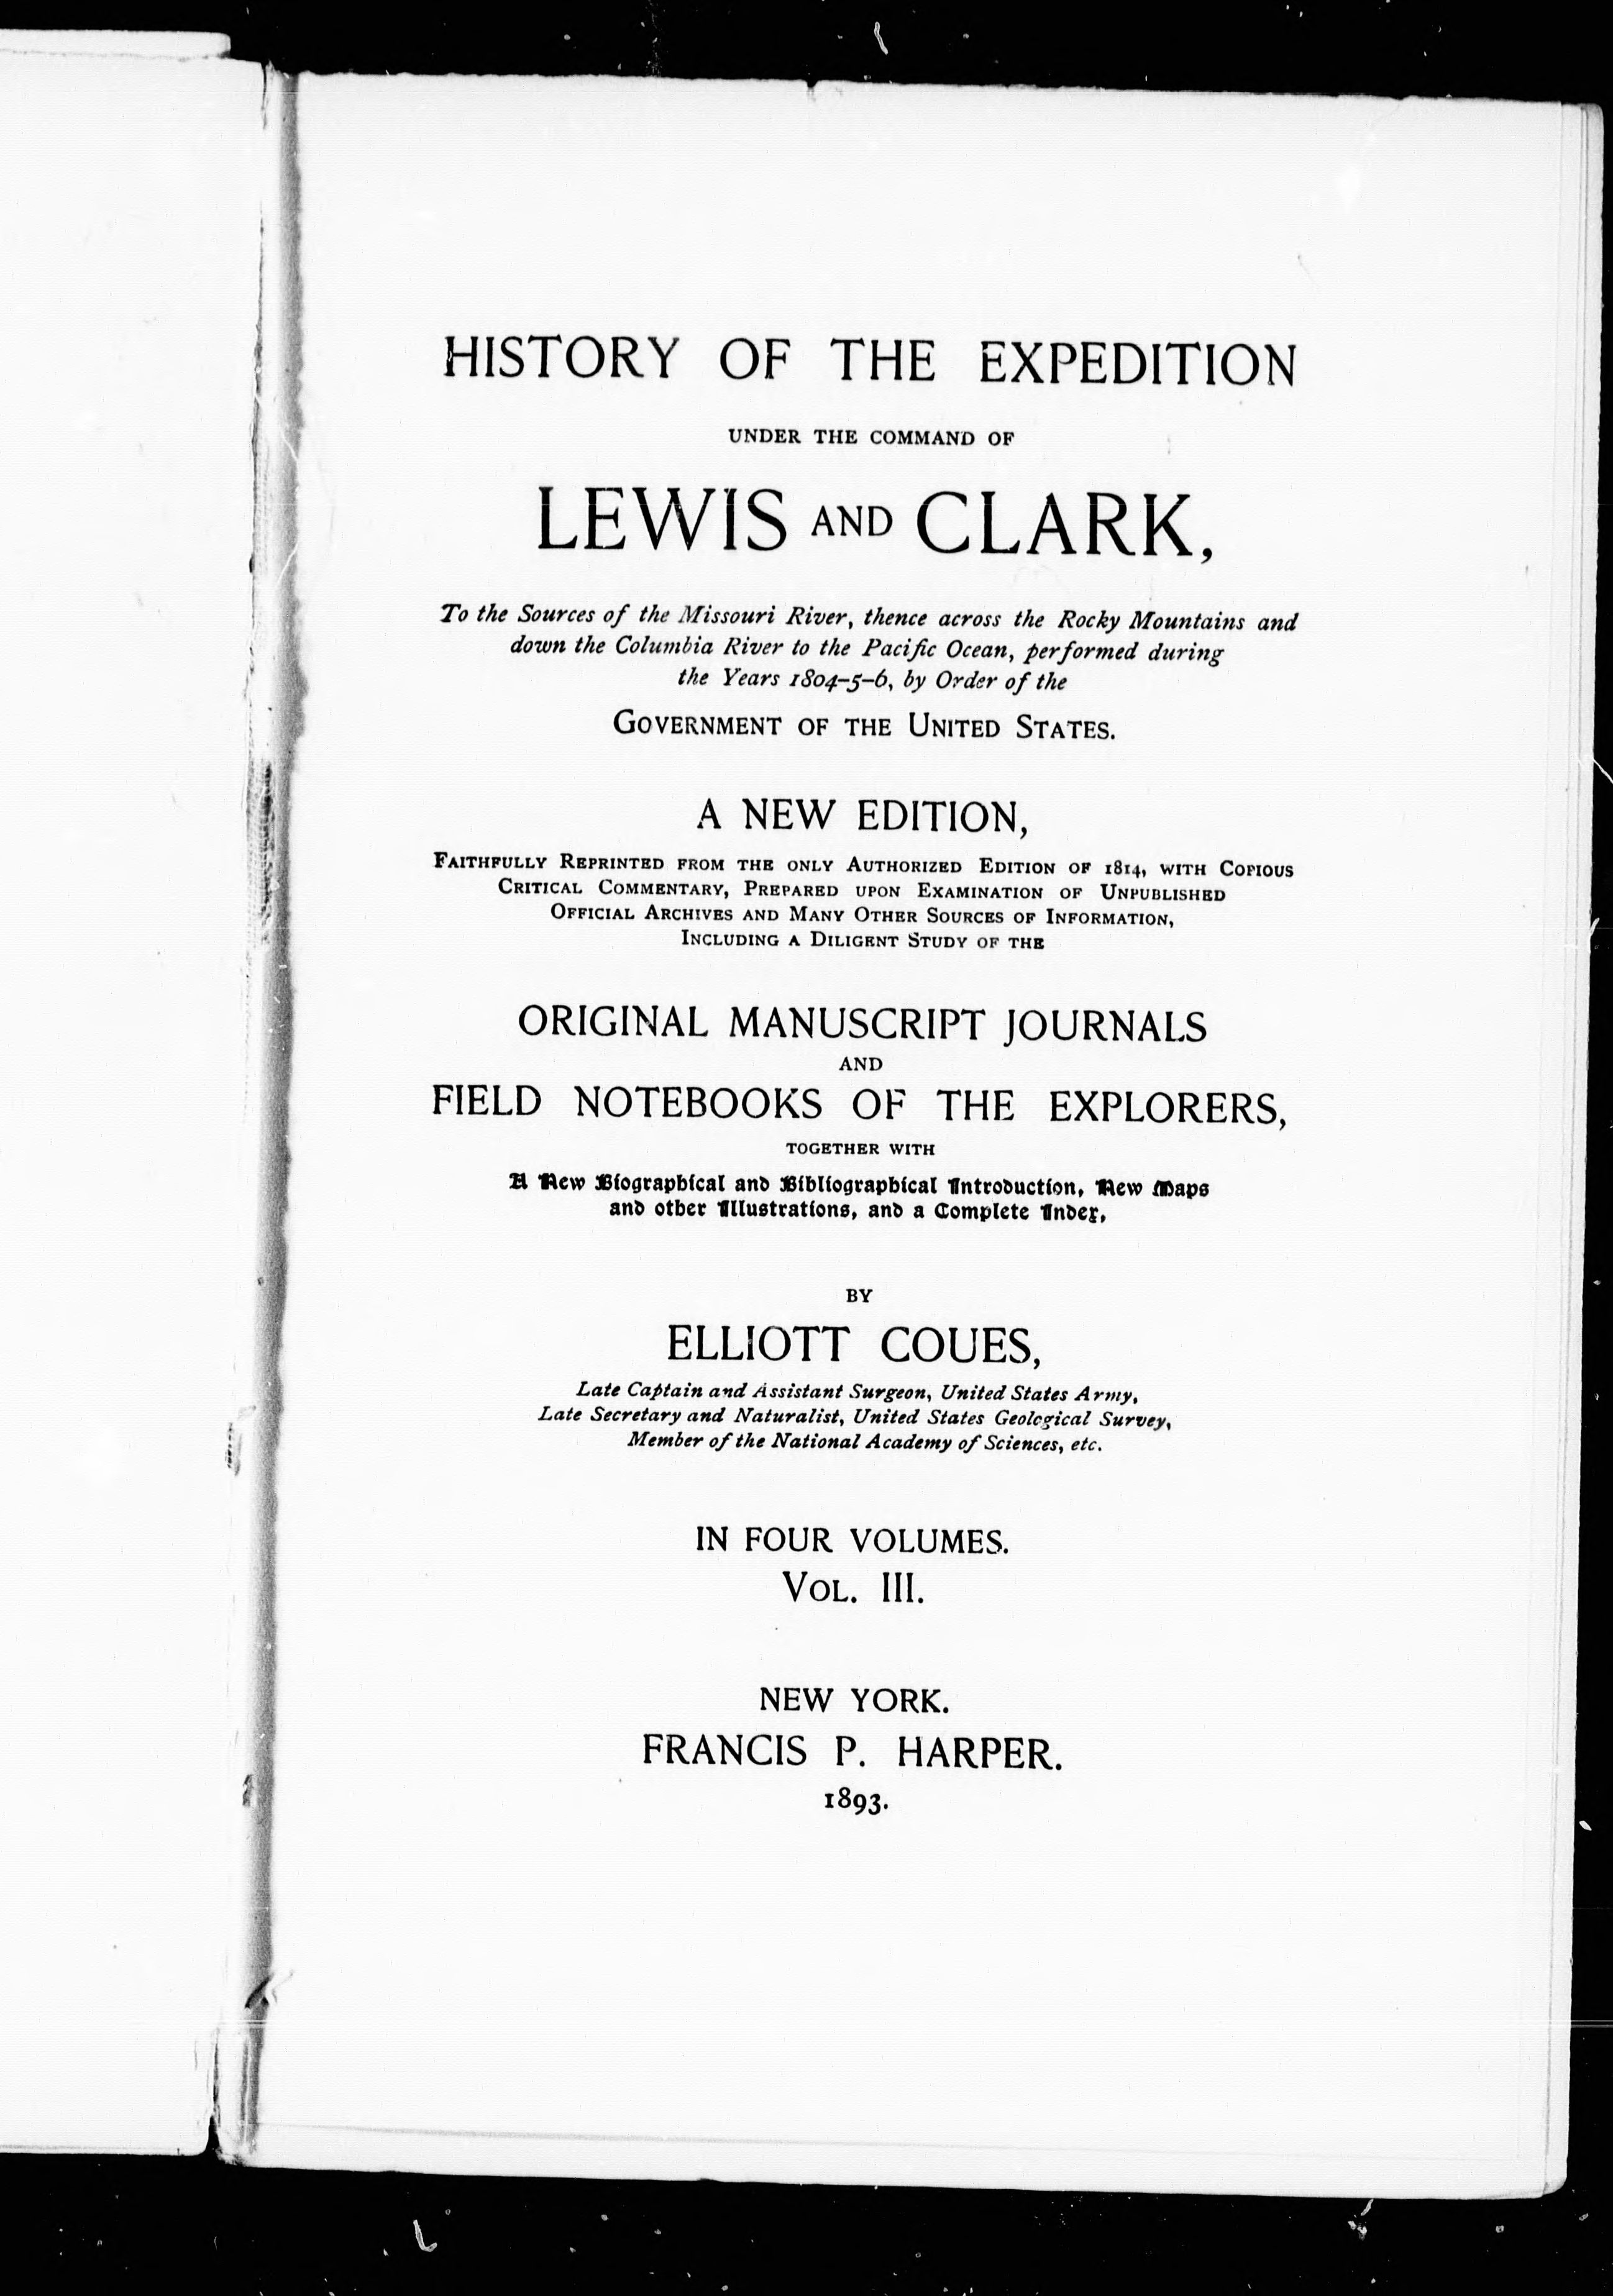 HISTORY OF THE EXPEDITION
UNDER THE COMMAND OF
LEWIS AND CLARK,
To the Sources of the Missouri River, thence across the Rocky Mountains and
down the Columbia River to the Pacific Ocean, performed during
the Years 1804-5-6, by Order of the
GOVERNMENT OF THE UNITED STATES.
A NEW EDITION,
FAITHFULLY REPRINTED FROM THE ONLY AUTHORIZED EDITION OF 1814, WITH COPIOUS
CRITICAL COMMENTARY, PREPARED UPON EXAMINATION OF UNPUBLISHED
OFFICIAL ARCHIVES AND MANY OTHER SOURCES OF INFORMATION,
INCLUDING A DILIGENT STUDY OF THE
ORIGINAL MANUSCRIPT JOURNALS
AND
FIELD NOTEBOOKS OF THE EXPLORERS,
TOGETHER WITH
A New Biographical and Bibliographical Introduction, New Maps
and other Illustrations, and a Complete Index,
BY
ELLIOTT COUES,
Late Captain and Assistant Surgeon, United States Army,
Late Secretary and Naturalist, United States Geological Survey,
Member of the National Academy of Sciences, etc.
IN FOUR VOLUMES.
VOL. III.
NEW YORK.
FRANCIS P. HARPER.
1893.